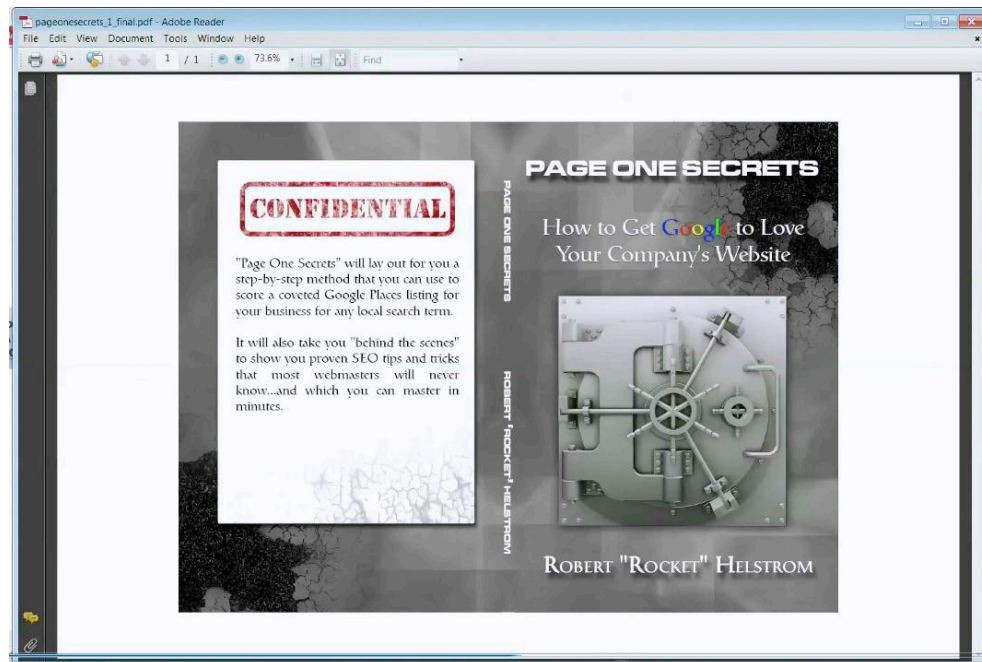 pageonesecrets_1_final.pdf - Adobe Reader
File Edit View Document Tools Window Help
1 / 1 73.6% Find
CONFIDENTIAL
"Page One Secrets" will lay out for you a
step-by-step method that you can use to
score a coveted Google Places listing for
your business for any local search term.
It will also take you "behind the scenes"
to show you proven SEO tips and tricks
that most webmasters will never
know...and which you can master in
minutes.
PAGE ONE SECRETS
ROBERT "ROCKET" HELSTROM
PAGE ONE SECRETS
How to Get Google to Love
Your Company's Website
ROBERT "ROCKET" HELSTROM